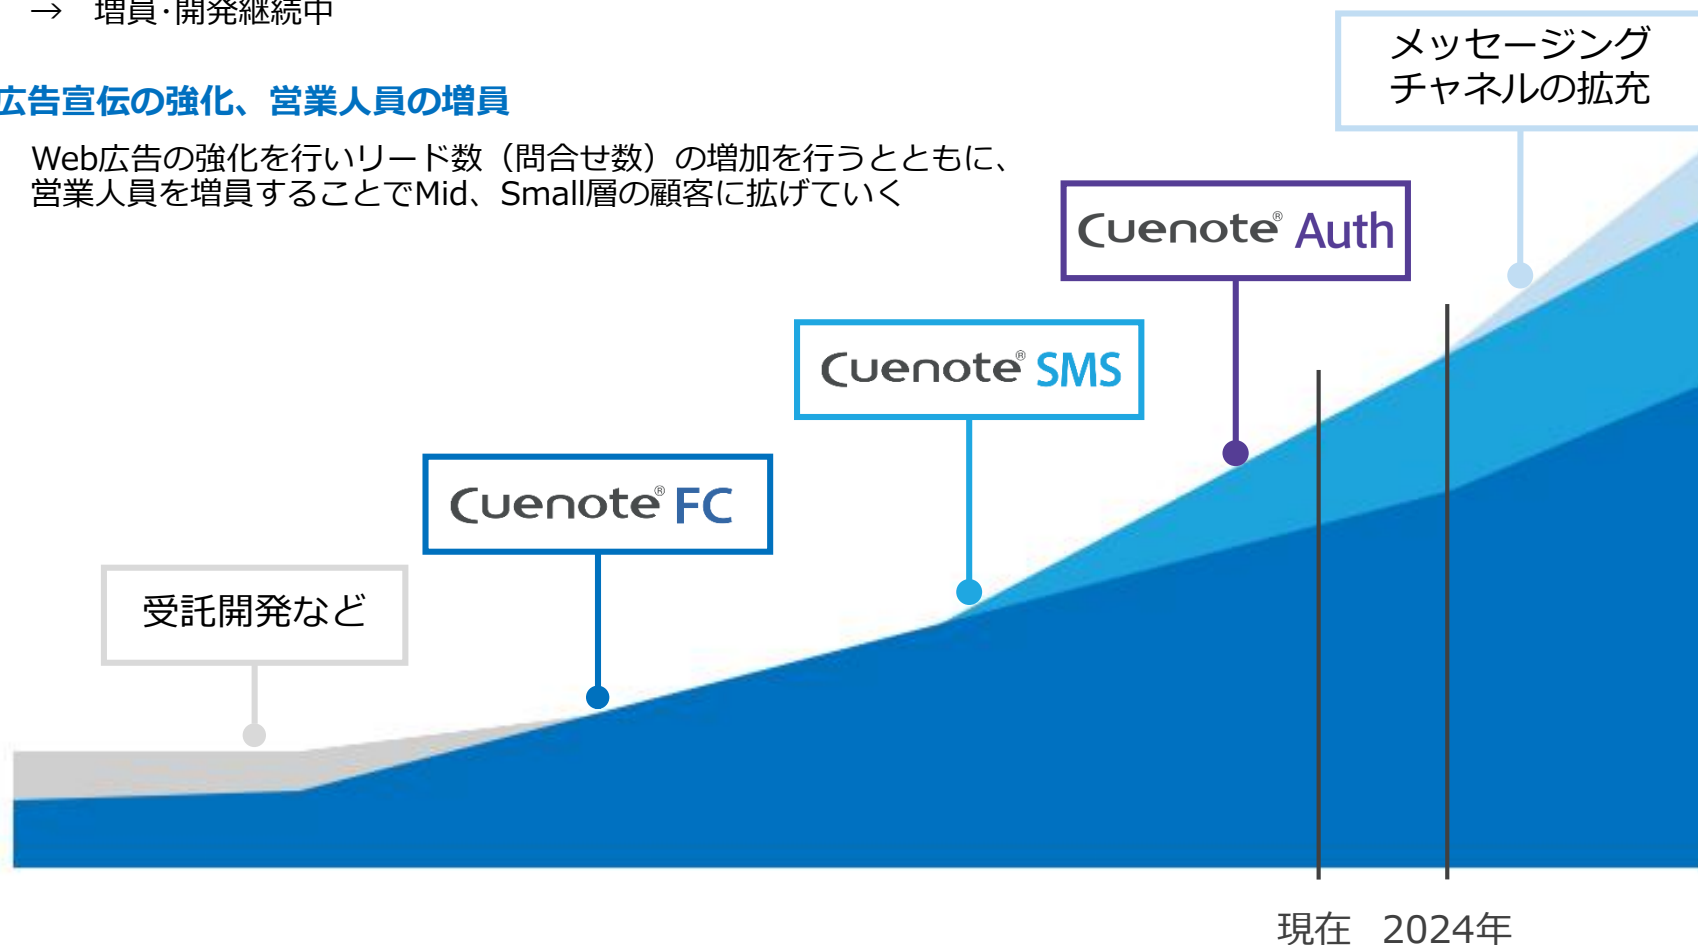 → 増員･開発継続中
広告宣伝の強化、営業人員の増員
Web広告の強化を行いリード数（問合せ数）の増加を行うとともに、
営業人員を増員することでMid、Small層の顧客に拡げていく
メッセージング
チャネルの拡充
Cuenote® Auth
Cuenote® SMS
Cuenote® FC
受託開発など
現在 2024年